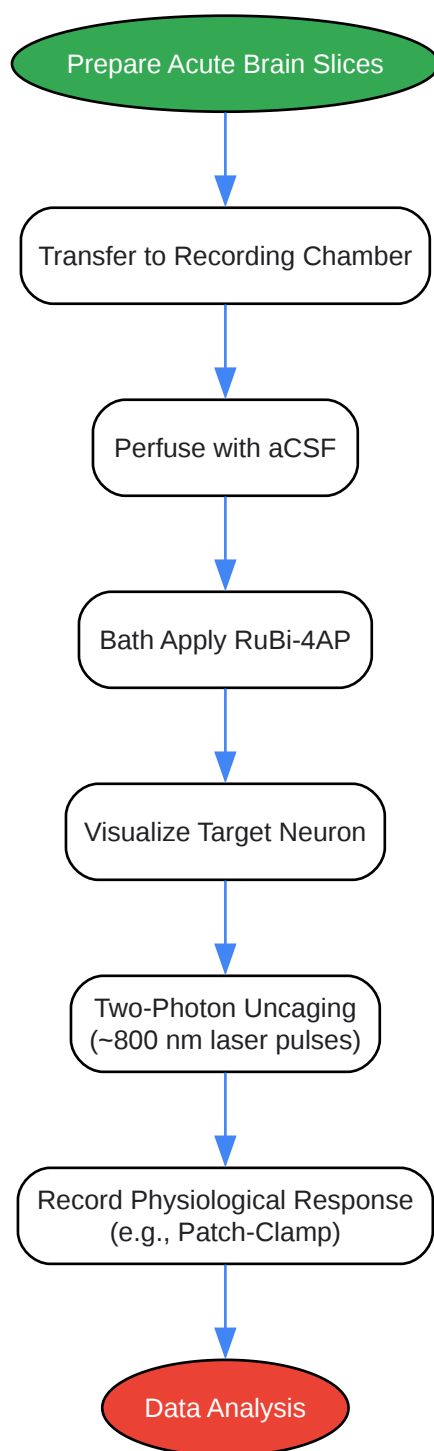 Prepare Acute Brain Slices
Transfer to Recording Chamber
Perfuse with aCSF
Bath Apply RuBi-4AP
Visualize Target Neuron
Two-Photon Uncaging
(~800 nm laser pulses)
Record Physiological Response
(e.g., Patch-Clamp)
Data Analysis